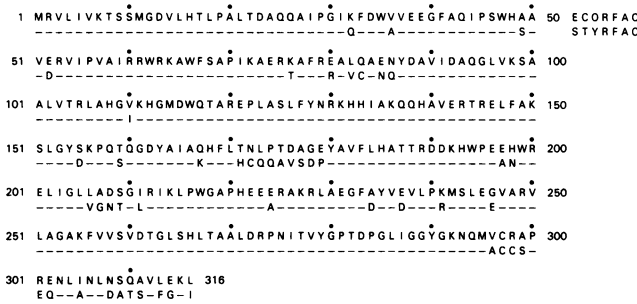 1 MRVLIVKTSSMGDVLHTLPALTDAQQAIPGIKFDWVVEEGFAQIPSWHAA 50 ECORFAC
-------------------------------Q---A------------S- STYRFAC
51 VERVIPVAIRRWRKAWFSAPIKAERKAFREALQAENYDAVIDAQGLVKSA 100
-D-----------------------T---R-VC-NQ--------------
101 ALVTRLAHGVKHGMDWQTAREPLASLFYNRKHHIAKQQHAVERTRELFAK 150
---------I----------------------------------------
151 SLGYSKPQTQGDYAIAQHFLTNLPTDAGEYAVFLHATTRDDKHWPEEHWR 200
----D---S-------K---HCQQAVSDP-----------------AN--
201 ELIGLLADSGIRIKLPWGAPHEEERAKRLAEGFAYVEVLPKMSLEGVARV 250
-----VGNT-L------------A---------D--D---R----E----
251 LAGAKFVVSVDTGLSHLTAALDRPNITVYGPTDPGLIGGYGKNQMVCRAP 300
---------------------------------------------ACCS-
301 RENLINLNSQAVLEKL 316
EQ--A--DATS-FG-I